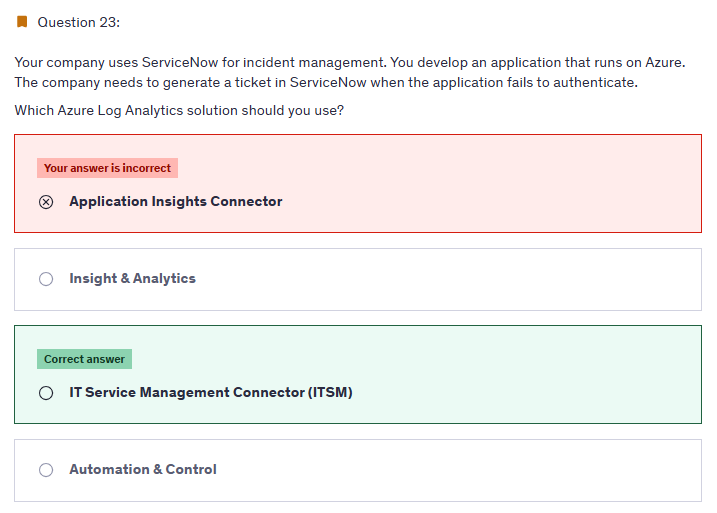 Question 23:
Your company uses ServiceNow for incident management. You develop an application that runs on Azure.
The company needs to generate a ticket in ServiceNow when the application fails to authenticate.
Which Azure Log Analytics solution should you use?
Your answer is incorrect
Application Insights Connector
Insight & Analytics
Correct answer
IT Service Management Connector (ITSM)
Automation & Control